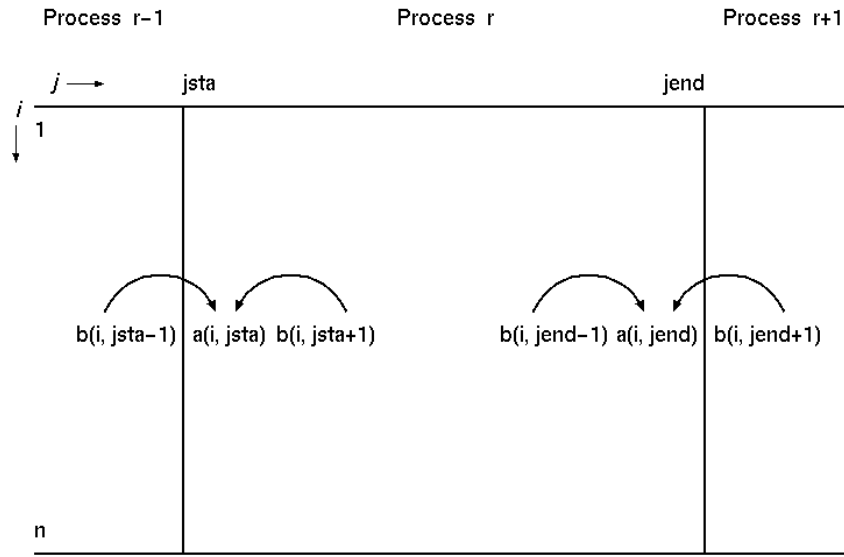 Process r-1 Process r Process r+1
j jsta jend
i
1
b(i, jsta-1) a(i, jsta) b(i, jsta+1) b(i, jend-1) a(i, jend) b(i, jend+1)
n